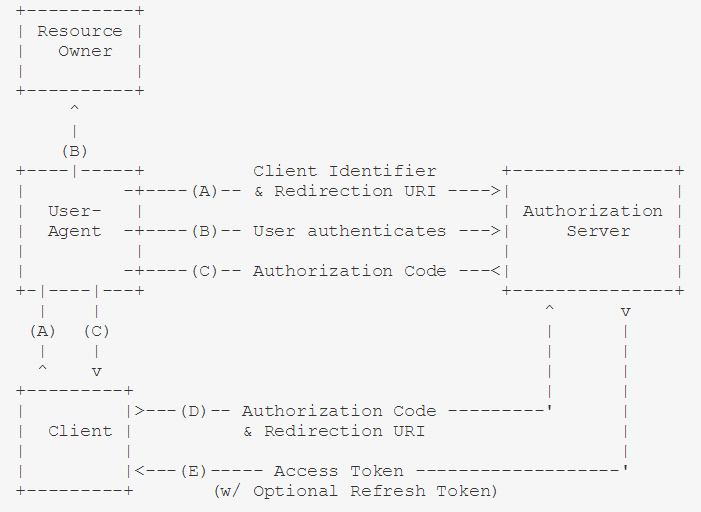 +----------+
| Resource |
|   Owner  |
|          |
+----------+
     ^
     |
    (B)
+----|-----+          Client Identifier      +---------------+
|         -+----(A)-- & Redirection URI ---->|               |
|  User-   |                                 | Authorization |
|  Agent  -+----(B)-- User authenticates --->|     Server    |
|          |                                 |               |
|         -+----(C)-- Authorization Code ---<|               |
+-|----|---+                                 +---------------+
  |    |                                         ^      v
 (A)  (C)                                        |      |
  |    |                                         |      |
  ^    v                                         |      |
+---------+                                      |      |
|         |>---(D)-- Authorization Code ---------'      |
|  Client |          & Redirection URI                  |
|         |                                             |
|         |<---(E)----- Access Token -------------------'
+---------+       (w/ Optional Refresh Token)